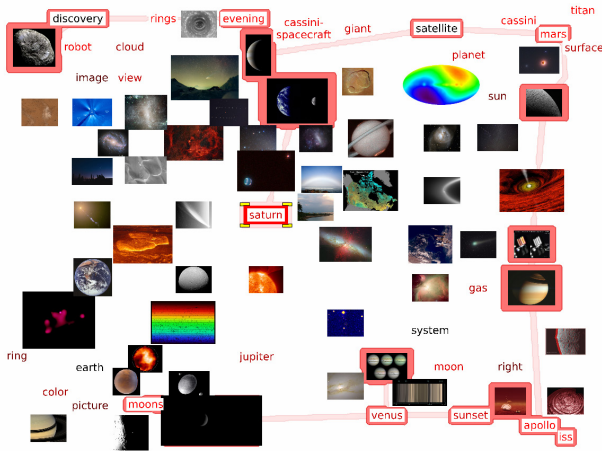 discovery
rings
evening
cassini-
spacecraft
giant
satellite
cassini
titan
mars
robot
cloud
surface
image
view
planet
sun
saturn
gas
system
ring
earth
jupiter
moon
right
color
picture
moons
venus
sunset
apollo
iss